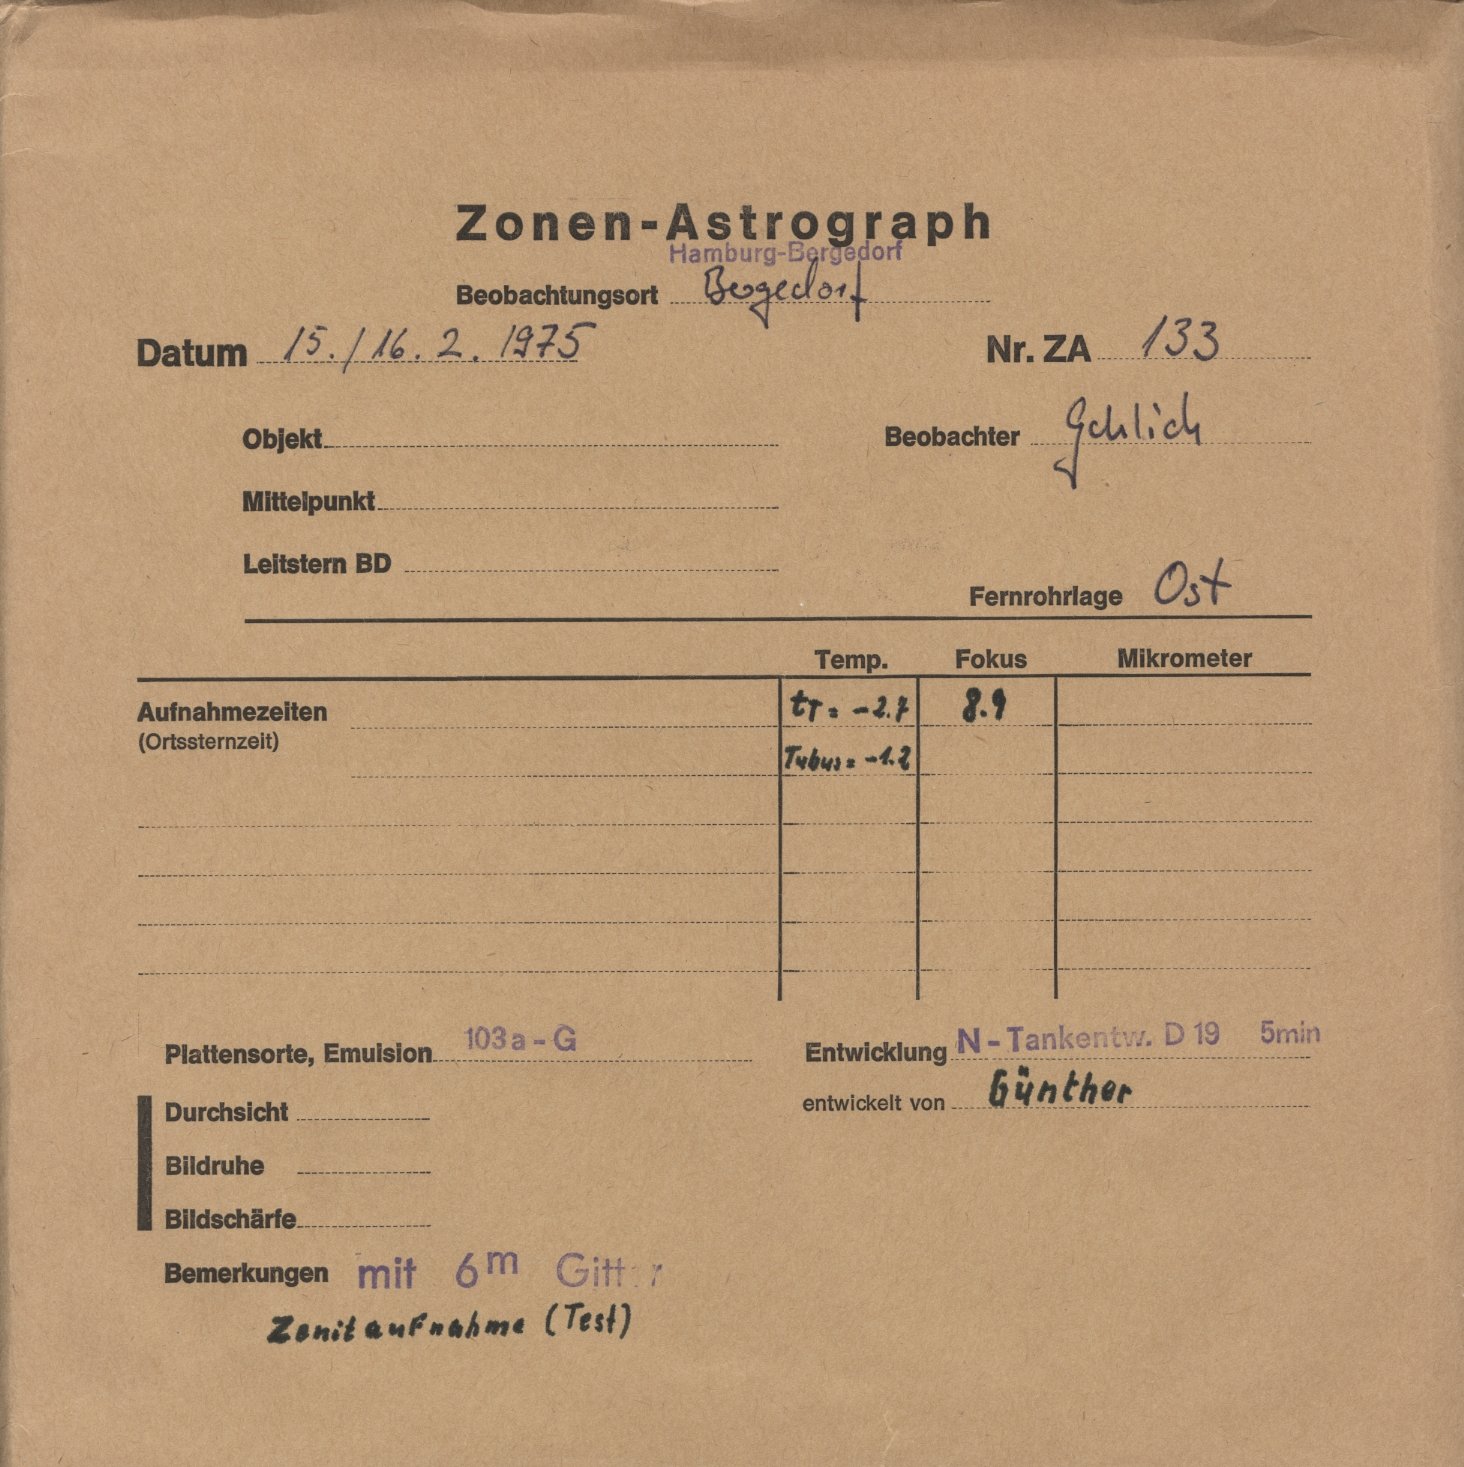 Zonen-Astrograph
Hamburg-Bergedorf
Beobachtungsort Bergedorf
Datum 15./16.2.1975 Nr. ZA 133
Objekt Beobachter
Mittelpunkt
Leitstern BD
Fernrohrlage Ost
Temp. Fokus Mikrometer
Aufnahmezeiten tT = -2.7 8.9
(Ortssternzeit)
Tubus = -1.2
Plattensorte, Emulsion 103a-G Entwicklung N-Tankentw. D 19 5min
Durchsicht entwickelt von Günther
Bildruhe
Bildschärfe
Bemerkungen mit 6m Gitter
Zenitaufnahme (Test)